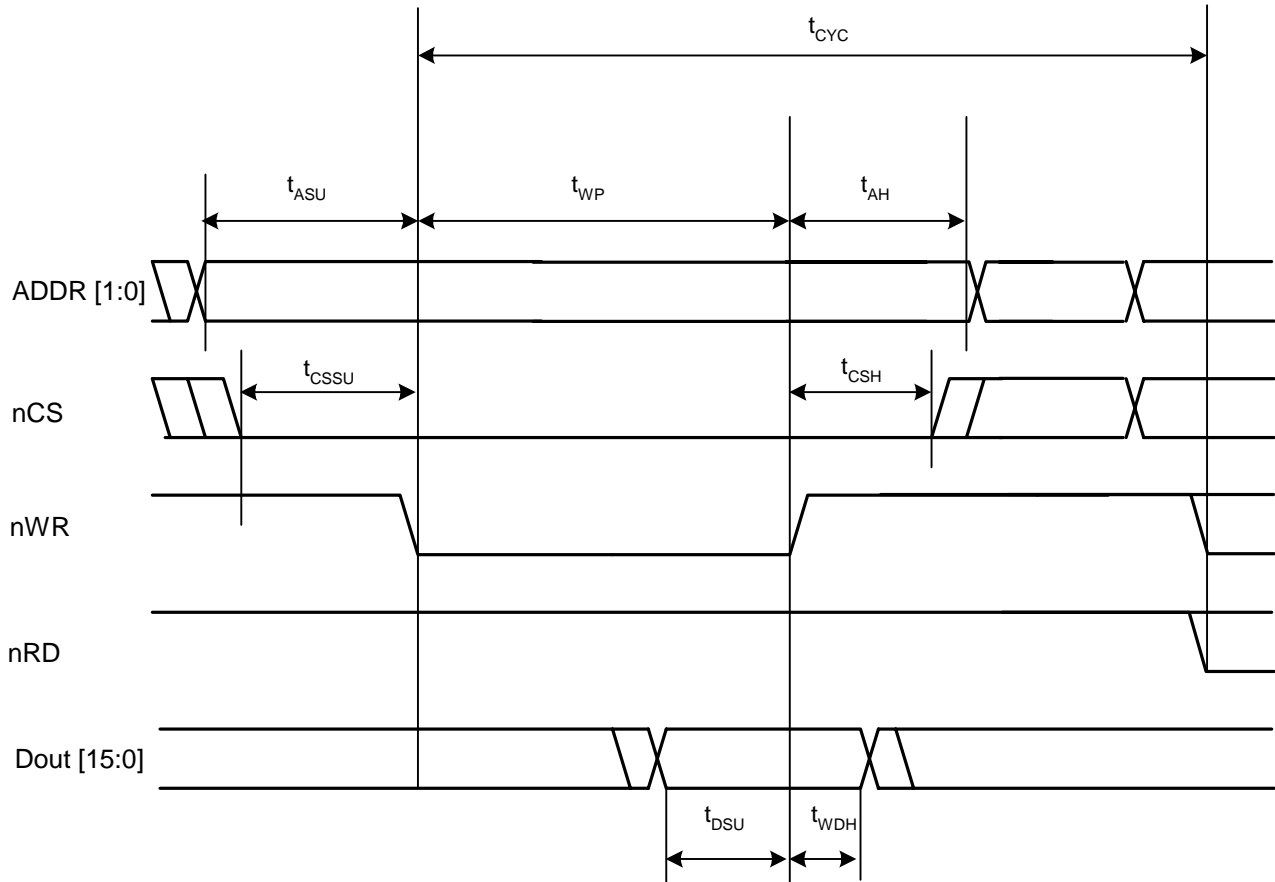 tCYC
tASU
tWP
tAH
ADDR [1:0]
tCSSU
tCSH
nCS
nWR
nRD
Dout [15:0]
tDSU
tWDH